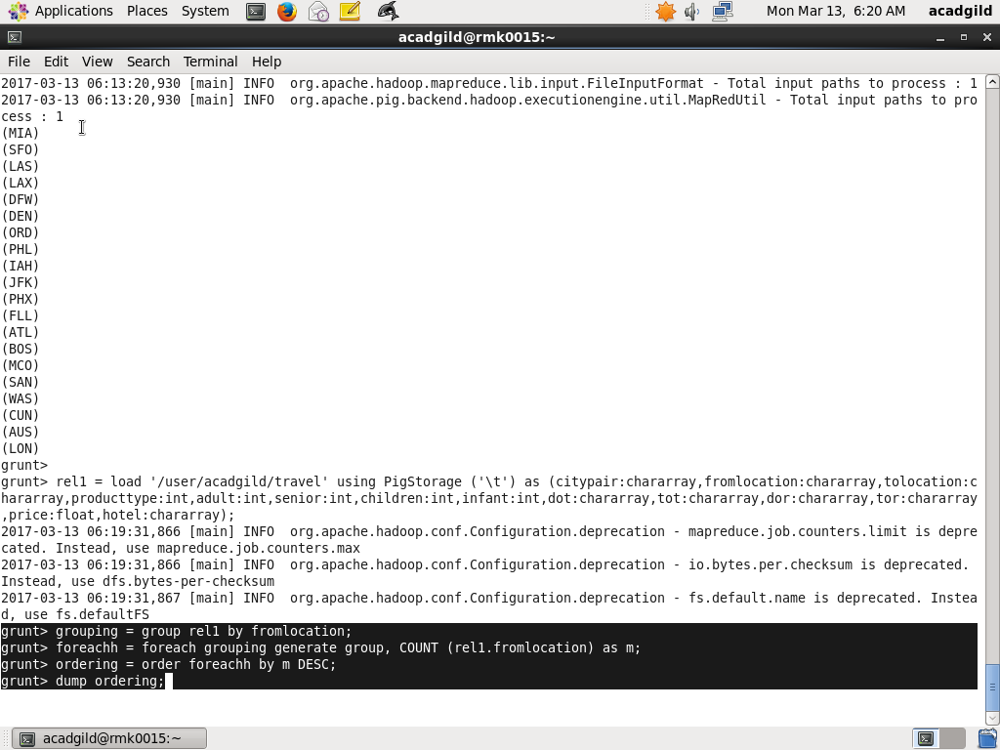 Applications Places System Mon Mar 13, 6:20 AM acadgild
acadgild@rmk0015:~
File Edit View Search Terminal Help
2017-03-13 06:13:20,930 [main] INFO  org.apache.hadoop.mapreduce.lib.input.FileInputFormat - Total input paths to process : 1
2017-03-13 06:13:20,930 [main] INFO  org.apache.pig.backend.hadoop.executionengine.util.MapRedUtil - Total input paths to pro
cess : 1
(MIA)
(SFO)
(LAS)
(LAX)
(DFW)
(DEN)
(ORD)
(PHL)
(IAH)
(JFK)
(PHX)
(FLL)
(ATL)
(BOS)
(MCO)
(SAN)
(WAS)
(CUN)
(AUS)
(LON)
grunt>
grunt> rel1 = load '/user/acadgild/travel' using PigStorage ('\t') as (citypair:chararray,fromlocation:chararray,tolocation:c
hararray,producttype:int,adult:int,senior:int,children:int,infant:int,dot:chararray,tot:chararray,dor:chararray,tor:chararray
,price:float,hotel:chararray);
2017-03-13 06:19:31,866 [main] INFO  org.apache.hadoop.conf.Configuration.deprecation - mapreduce.job.counters.limit is depre
cated. Instead, use mapreduce.job.counters.max
2017-03-13 06:19:31,866 [main] INFO  org.apache.hadoop.conf.Configuration.deprecation - io.bytes.per.checksum is deprecated.
Instead, use dfs.bytes-per-checksum
2017-03-13 06:19:31,867 [main] INFO  org.apache.hadoop.conf.Configuration.deprecation - fs.default.name is deprecated. Instea
d, use fs.defaultFS
grunt> grouping = group rel1 by fromlocation;
grunt> foreachh = foreach grouping generate group, COUNT (rel1.fromlocation) as m;
grunt> ordering = order foreachh by m DESC;
grunt> dump ordering;
acadgild@rmk0015:~